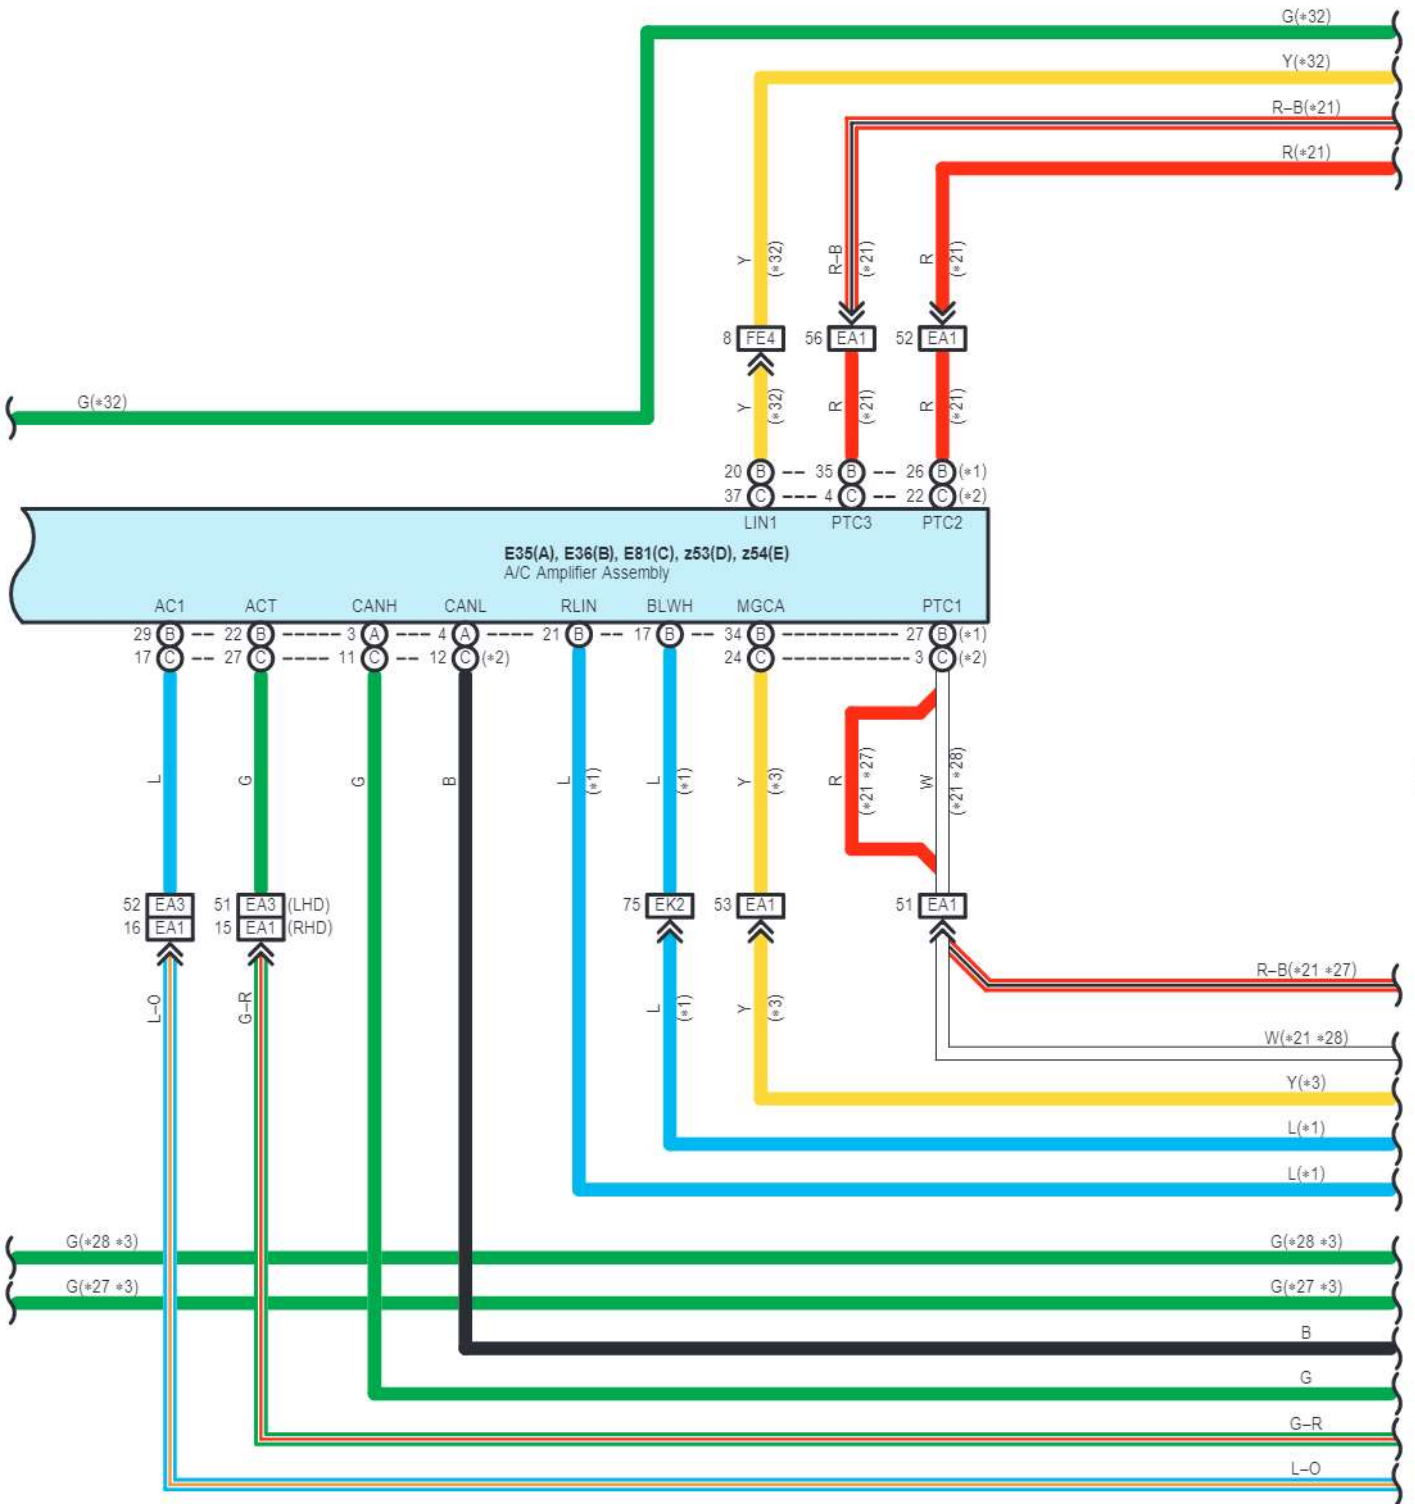 G(*32)
Y(*32)
R–B(*21)
R(*21)
Y (*32) R–B (*21) R (*21)
8 FE4 56 EA1 52 EA1
G(*32)
Y (*32) R (*21) R (*21)
20 B 35 B 26 B (*1)
37 C 4 C 22 C (*2)
LIN1 PTC3 PTC2
E35(A), E36(B), E81(C), z53(D), z54(E)
A/C Amplifier Assembly
AC1 ACT CANH CANL RLIN BLWH MGCA PTC1
29 B 22 B 3 A 4 A 21 B 17 B 34 B 27 B (*1)
17 C 27 C 11 C 12 C (*2) 24 C 3 C (*2)
L G G B L (*1) L (*1) Y (*3) R (*21 *27) W (*21 *28)
52 EA3 51 EA3 (LHD) 75 EK2 53 EA1 51 EA1
16 EA1 15 EA1 (RHD)
R–B(*21 *27)
L–O G–R L (*1) Y (*3)
W(*21 *28)
Y(*3)
L(*1)
L(*1)
G(*28 *3) G(*28 *3)
G(*27 *3) G(*27 *3)
B
G
G–R
L–O